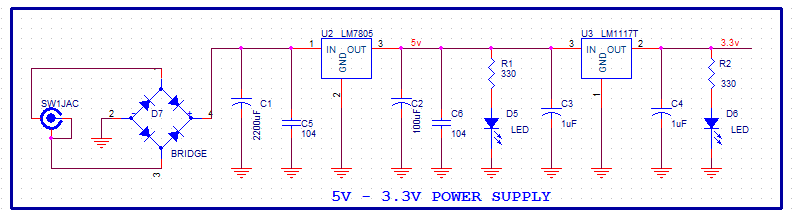 U2 LM7805
U3 LM1117T
1 IN OUT 3 5v 3 IN OUT 2 3.3v
GND GND
R1 330
R2 330
SW1JAC
2 D7 4
- +
BRIDGE
3
C1 2200uF
C5 104
2
C2 100uF
C6 104
D5 LED
C3 1uF
1
C4 1uF
D6 LED
5V - 3.3V POWER SUPPLY